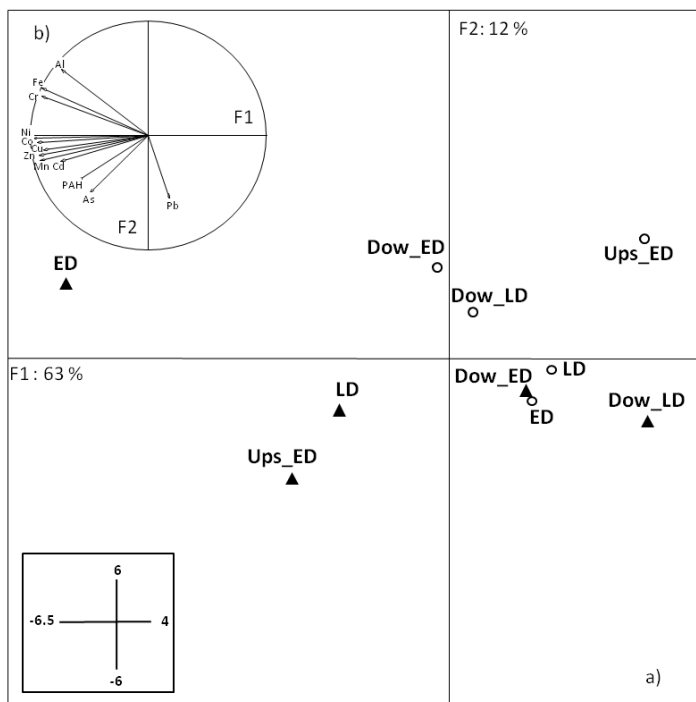 b)
F2: 12 %
Al
Fe
Cr
F1
Ni
Co
Cu
Zn
Mn Cd
PAH
As
Pb
F2
ED
Dow_ED
Ups_ED
Dow_LD
F1 : 63 %
LD
Dow_ED
LD
ED
Dow_LD
Ups_ED
6
-6.5
4
-6
a)